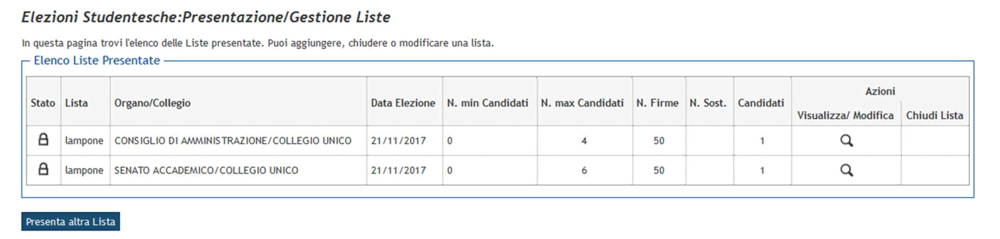 Elezioni Studentesche:Presentazione/Gestione Liste
In questa pagina trovi l'elenco delle Liste presentate. Puoi aggiungere, chiudere o modificare una lista.
Elenco Liste Presentate
Stato Lista Organo/Collegio Data Elezione N. min Candidati N. max Candidati N. Firme N. Sost. Candidati Azioni
Visualizza/ Modifica Chiudi Lista
lampone CONSIGLIO DI AMMINISTRAZIONE/COLLEGIO UNICO 21/11/2017 0 4 50 1
lampone SENATO ACCADEMICO/COLLEGIO UNICO 21/11/2017 0 6 50 1
Presenta altra Lista